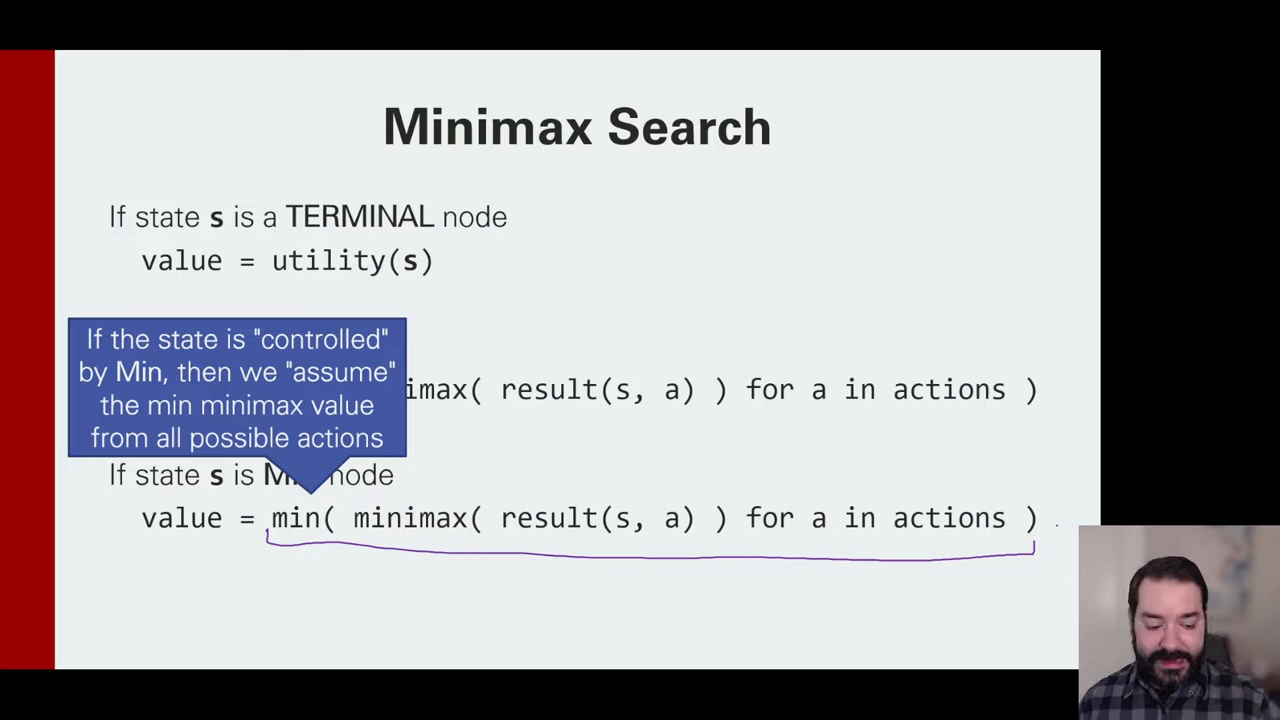 Minimax Search
If state s is a TERMINAL node
value = utility(s)
If the state is "controlled"
by Min, then we "assume"
the min minimax value
from all possible actions
imax( result(s, a) ) for a in actions )
If state s is M node
value = min( minimax( result(s, a) ) for a in actions )